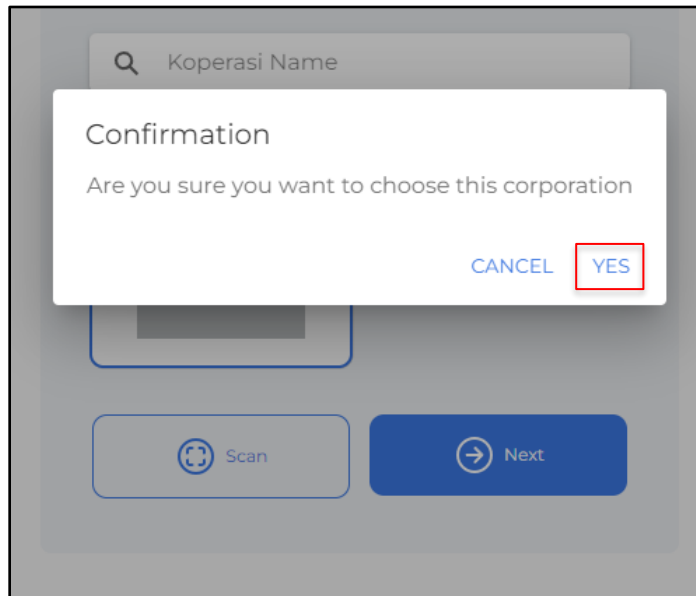 Koperasi Name
Confirmation
Are you sure you want to choose this corporation
CANCEL YES
Scan Next